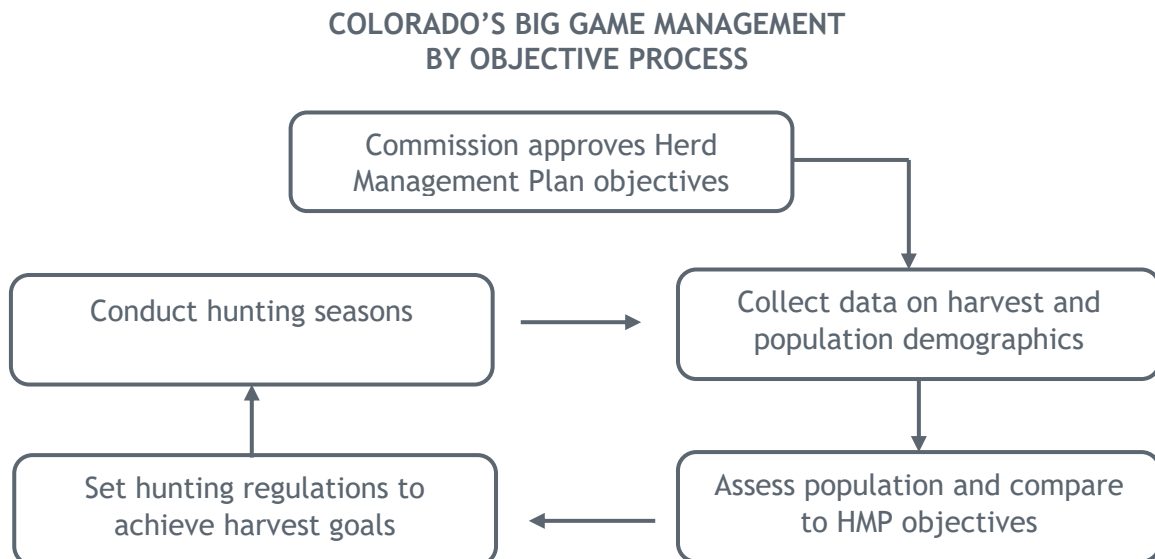 COLORADO'S BIG GAME MANAGEMENT
BY OBJECTIVE PROCESS
Commission approves Herd
Management Plan objectives
Conduct hunting seasons
Collect data on harvest and
population demographics
Set hunting regulations to
achieve harvest goals
Assess population and compare
to HMP objectives